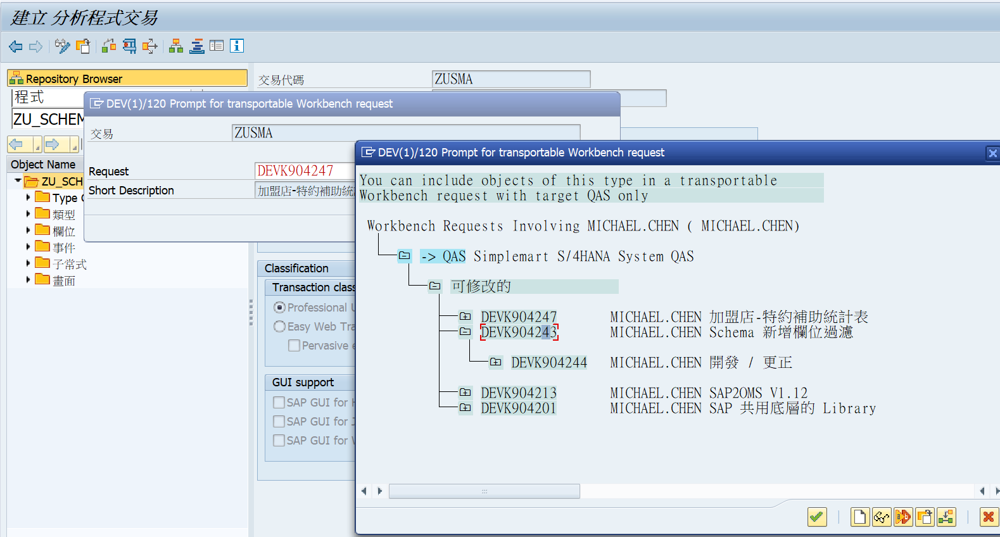 建立 分析程式交易
Repository Browser
程式
ZU_SCHEM
Object Name
ZU_SCH
Type
類型
欄位
事件
子常式
畫面
交易代碼
ZUSMA
DEV(1)/120 Prompt for transportable Workbench request
交易
ZUSMA
Request
DEVK904247
Short Description
加盟店-特約補助統
Classification
Transaction clas
Professional
Easy Web Tra
Pervasive
GUI support
SAP GUI for
SAP GUI for
SAP GUI for
DEV(1)/120 Prompt for transportable Workbench request
You can include objects of this type in a transportable
Workbench request with target QAS only
Workbench Requests Involving MICHAEL.CHEN ( MICHAEL.CHEN)
-> QAS Simplemart S/4HANA System QAS
可修改的
DEVK904247 MICHAEL.CHEN 加盟店-特約補助統計表
DEVK904243 MICHAEL.CHEN Schema 新增欄位過濾
DEVK904244 MICHAEL.CHEN 開發 / 更正
DEVK904213 MICHAEL.CHEN SAP2OMS V1.12
DEVK904201 MICHAEL.CHEN SAP 共用底層的 Library